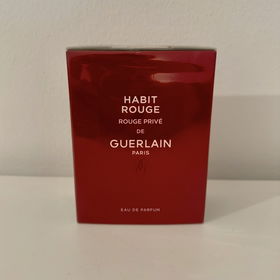 HABIT
ROUGE
ROUGE PRIVÉ
DE
GUERLAIN
PARIS
EAU DE PARFUM